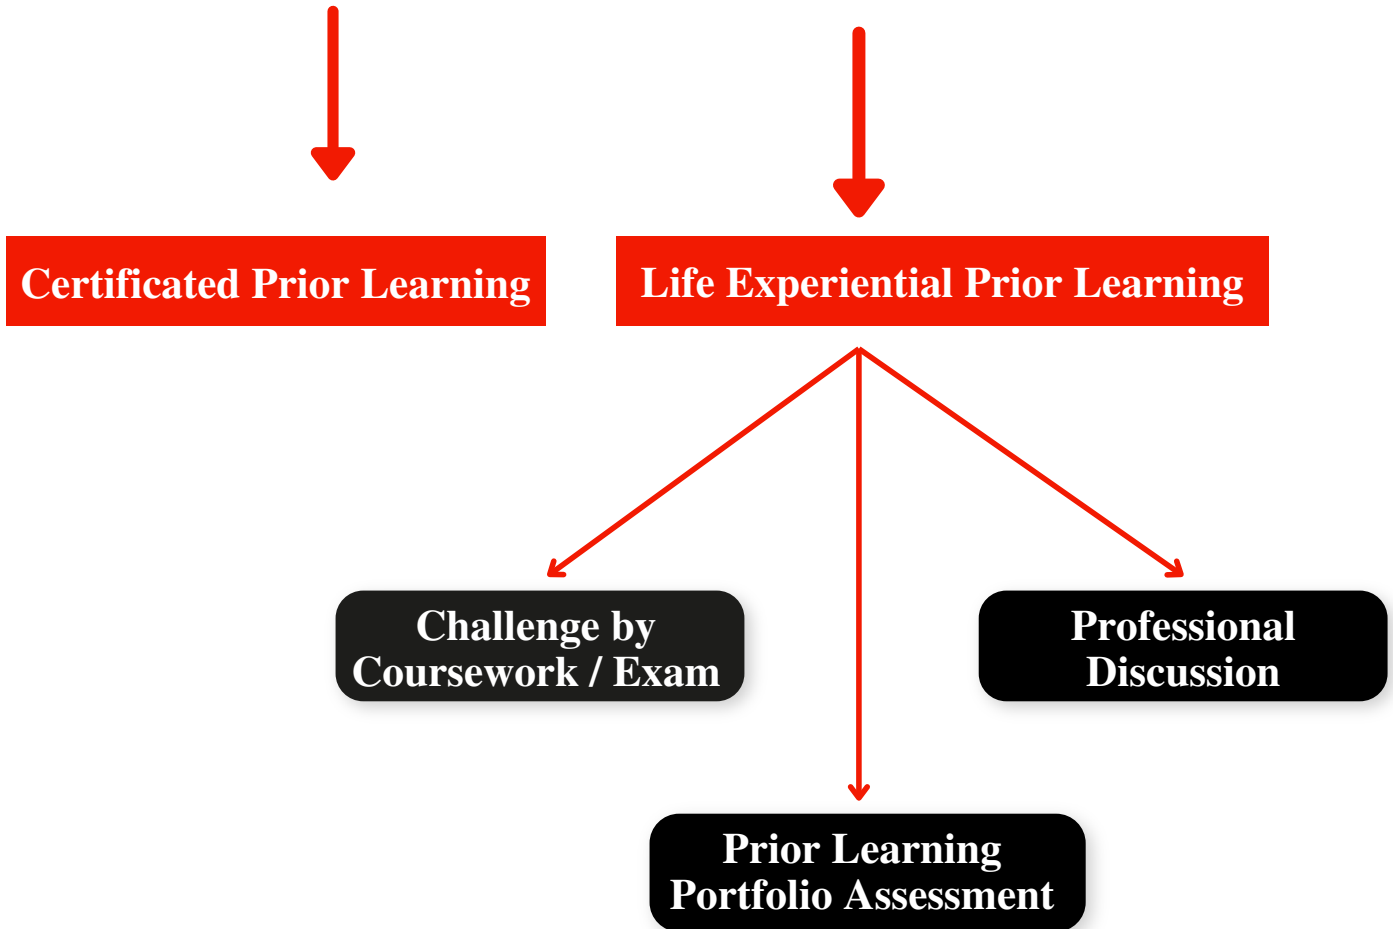 Certificated Prior Learning
Life Experiential Prior Learning
Challenge by
Coursework / Exam
Professional
Discussion
Prior Learning
Portfolio Assessment